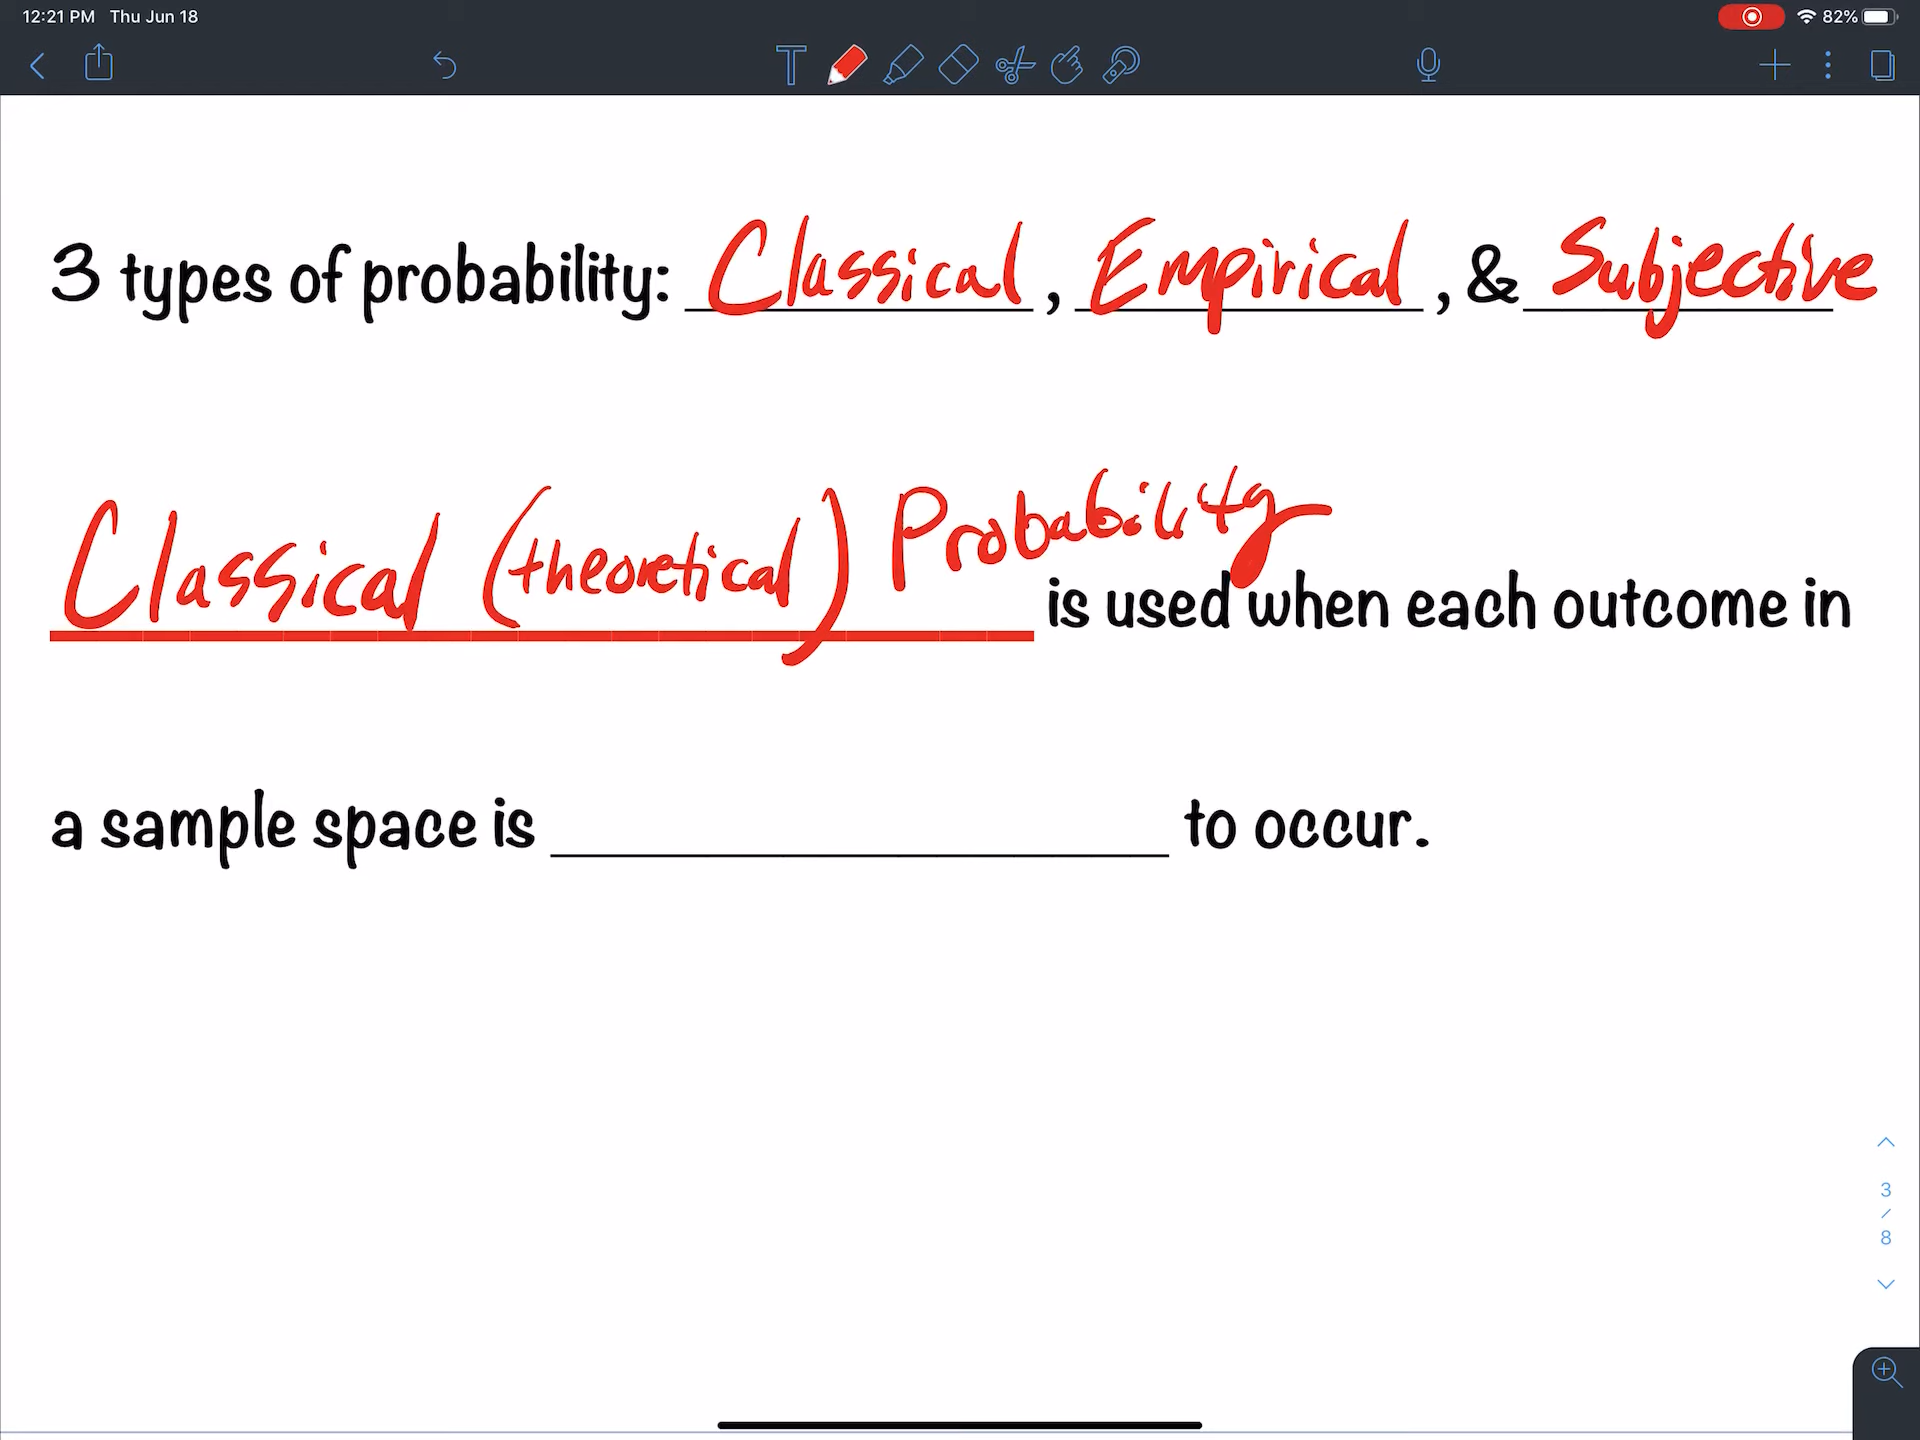 12:21 PM Thu Jun 18 82%
3 types of probability: Classical, Empirical, & Subjective
Classical (theoretical) Probability is used when each outcome in
a sample space is ____________ to occur.
3
/
8